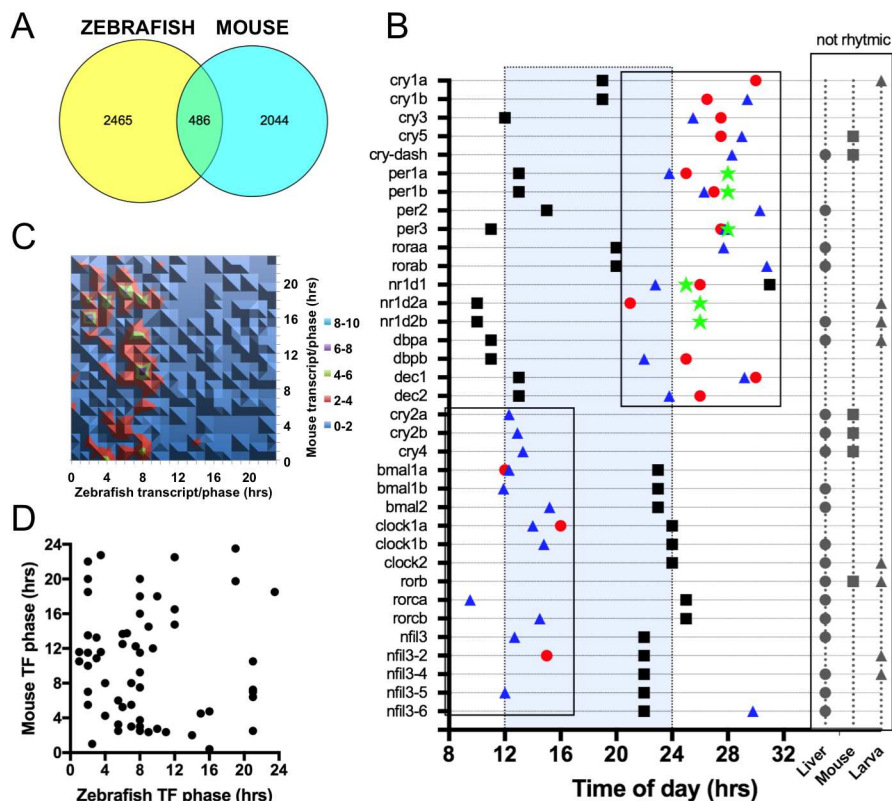 A
ZEBRAFISH MOUSE
2465 486 2044
B
not rhytmic
cry1a
cry1b
cry3
cry5
cry-dash
per1a
per1b
per2
per3
roraa
rorab
nr1d1
nr1d2a
nr1d2b
dbpa
dbpb
dec1
dec2
cry2a
cry2b
cry4
bmal1a
bmal1b
bmal2
clock1a
clock1b
clock2
rorb
rorca
rorcb
nfil3
nfil3-2
nfil3-4
nfil3-5
nfil3-6
8 12 16 20 24 28 32
Liver Mouse Larva
Time of day (hrs)
C
20
16
12
8
4
0
Mouse transcript/phase (hrs)
8-10
6-8
4-6
2-4
0-2
0 4 8 12 16 20
Zebrafish transcript/phase (hrs)
D
24
20
16
12
8
4
0
Mouse TF phase (hrs)
0 4 8 12 16 20 24
Zebrafish TF phase (hrs)